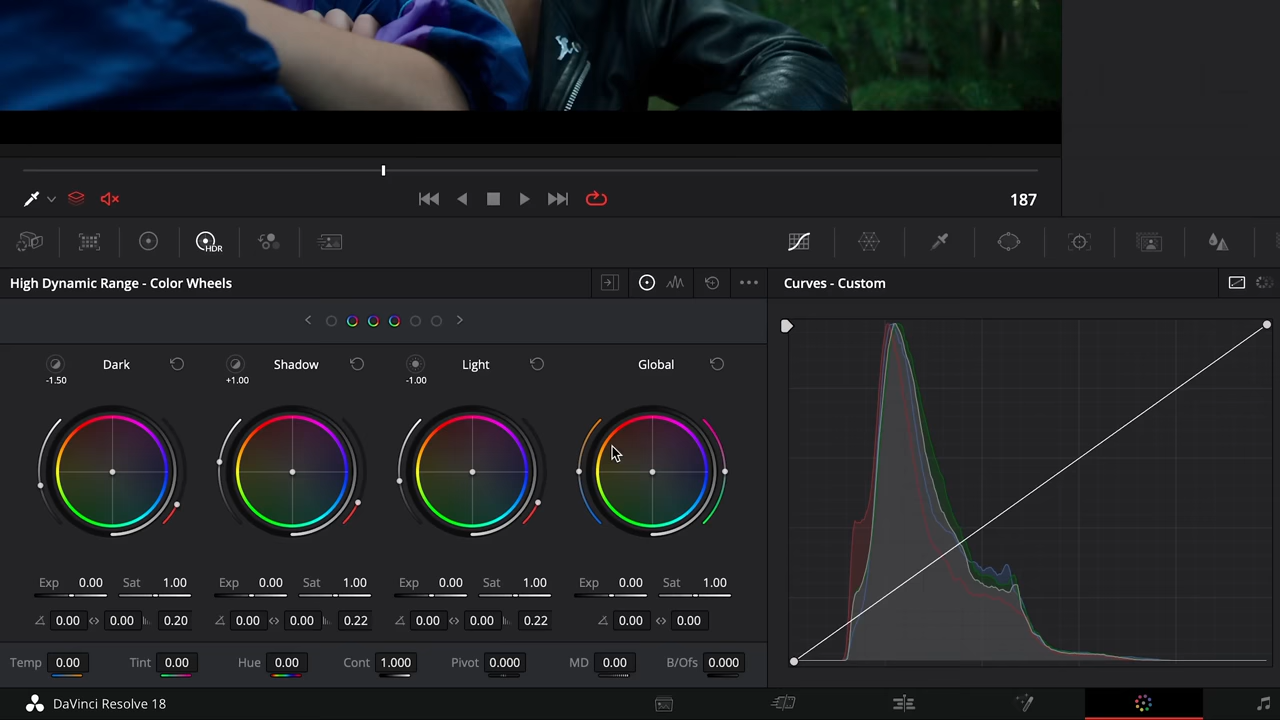 187
HDR
High Dynamic Range - Color Wheels
Curves - Custom
Dark
Shadow
Light
Global
-1.50
+1.00
-1.00
Exp 0.00 Sat 1.00
Exp 0.00 Sat 1.00
Exp 0.00 Sat 1.00
Exp 0.00 Sat 1.00
0.00 0.00 0.20
0.00 0.00 0.22
0.00 0.00 0.22
0.00 0.00
Temp 0.00 Tint 0.00 Hue 0.00 Cont 1.000 Pivot 0.000 MD 0.00 B/Ofs 0.000
DaVinci Resolve 18